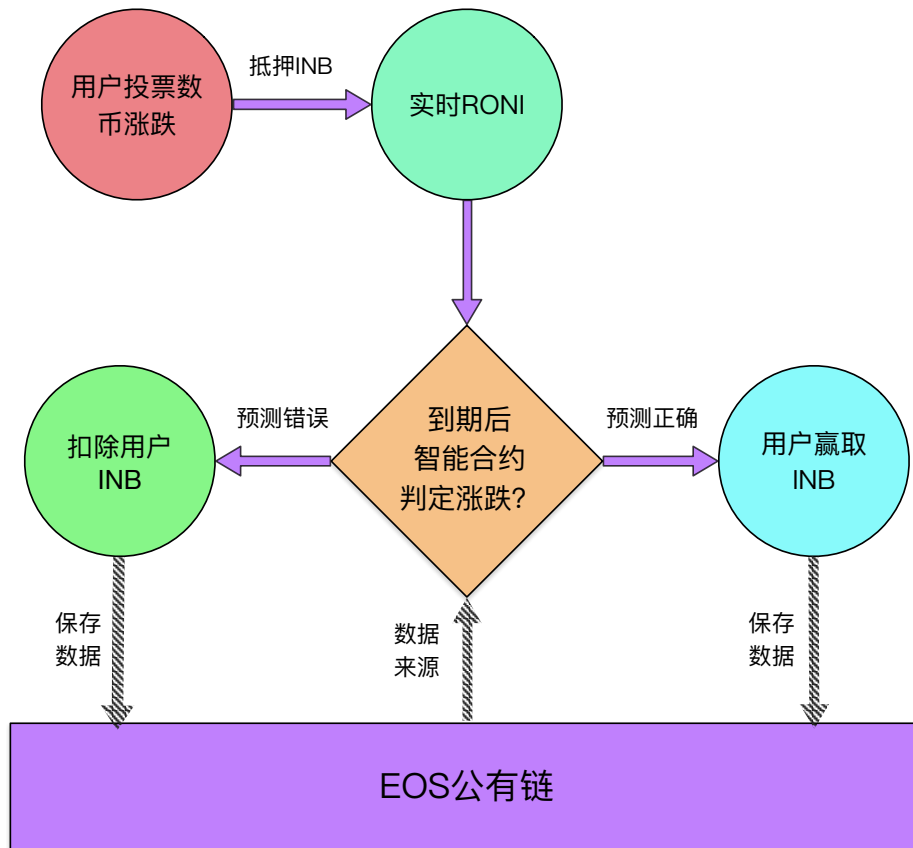 用户投票数
币涨跌
抵押INB
实时RONI
到期后
智能合约
判定涨跌?
预测错误
扣除用户
INB
预测正确
用户赢取
INB
保存
数据
数据
来源
保存
数据
EOS公有链